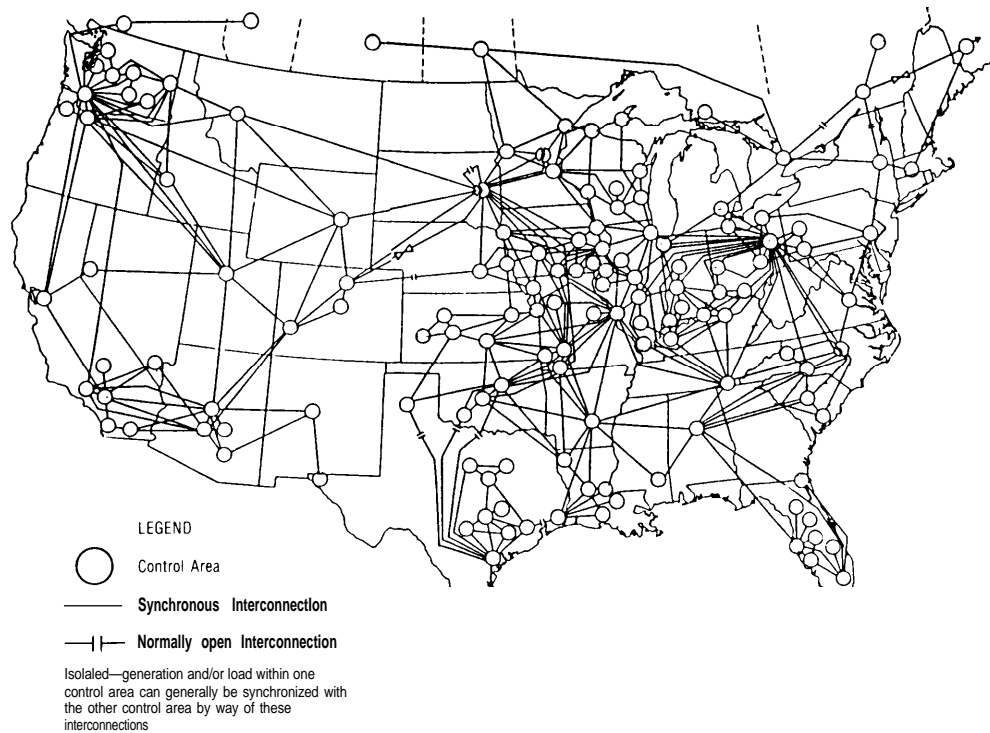 LEGEND
Control Area
Synchronous InterconnectIon
Normally open Interconnection
Isolaled—generation and/or load within one
control area can generally be synchronized with
the other control area by way of these
interconnections